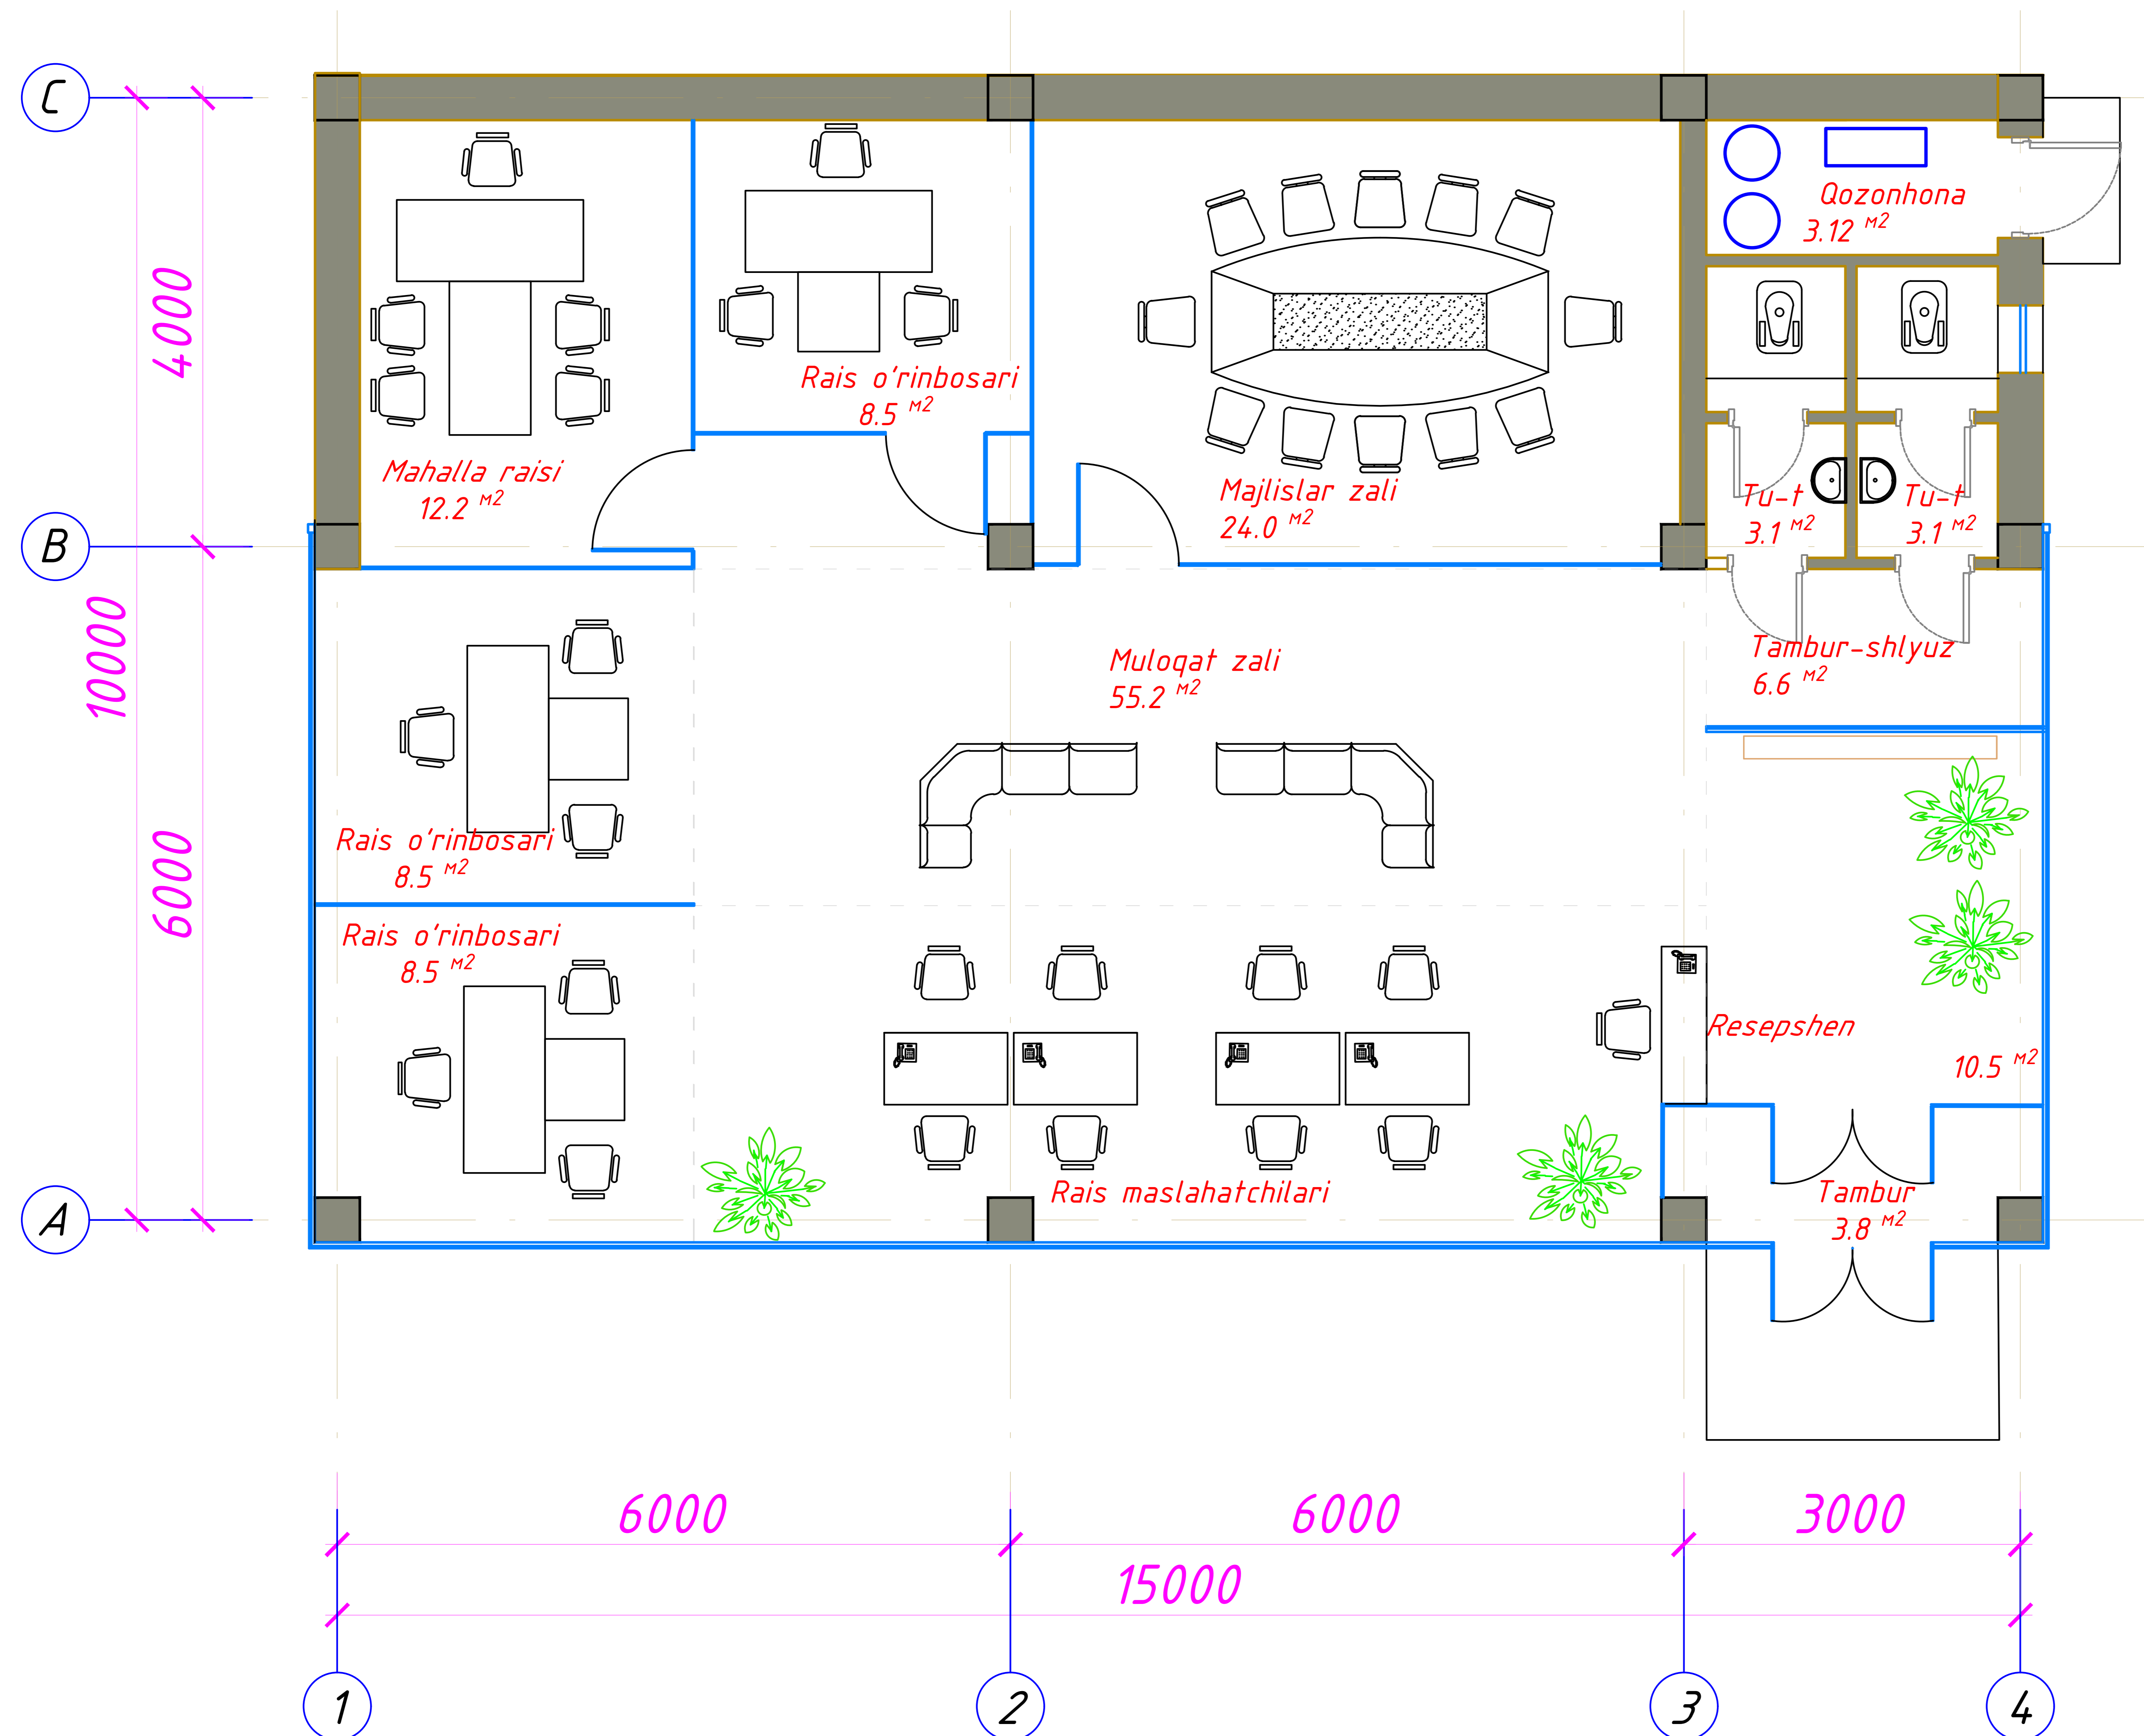 C
Qozonhona
3.12 м2
4000
Rais o'rinbosari
8.5 м2
Mahalla raisi
12.2 м2
Majlislar zali
24.0 м2
Tu-t
3.1 м2
Tu-t
3.1 м2
B
10000
Muloqat zali
55.2 м2
Tambur-shlyuz
6.6 м2
6000
Rais o'rinbosari
8.5 м2
Rais o'rinbosari
8.5 м2
Resepshen
10.5 м2
Rais maslahatchilari
Tambur
3.8 м2
A
6000
6000
3000
15000
1
2
3
4